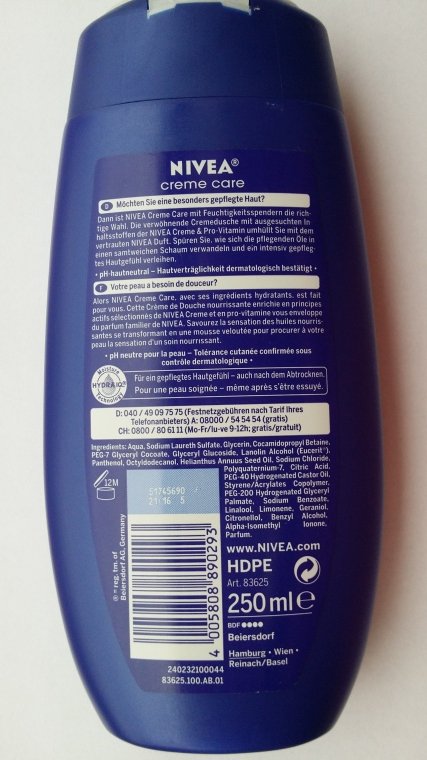 NIVEA®
creme care
D Möchten Sie eine besonders gepflegte Haut?
Dann ist NIVEA Creme Care mit Feuchtigkeitsspendern die rich-
tige Wahl. Die verwöhnende Cremedusche mit ausgesuchten In-
haltsstoffen der NIVEA Creme & Pro-Vitamin umhüllt Sie mit dem
vertrauten NIVEA Duft. Spüren Sie, wie sich die pflegenden Öle in
einen samtweichen Schaum verwandeln und ein intensiv gepfleg-
tes Hautgefühl verleihen.
• pH-hautneutral – Hautverträglichkeit dermatologisch bestätigt •
F Votre peau a besoin de douceur?
Alors NIVEA Creme Care, avec ses ingrédients hydratants, est fait
pour vous. Cette Crème de Douche nourrissante enrichie en principes
actifs sélectionnés de NIVEA Creme et en pro-vitamine vous enveloppe
du parfum familier de NIVEA. Savourez la sensation des huiles nourris-
santes se transformant en une mousse veloutée pour procurer à votre
peau la sensation d'un soin nourrissant.
• pH neutre pour la peau – Tolérance cutanée confirmée sous
contrôle dermatologique •
Moisture
HYDRA IQ
Technology
Für ein gepflegtes Hautgefühl – auch nach dem Abtrocknen.
Pour une peau soignée – même après s'être essuyé.
D: 040 / 49 09 75 75 (Festnetzgebühren nach Tarif Ihres
Telefonanbieters) A: 08000 / 54 54 54 (gratis)
CH: 0800 / 80 61 11 (Mo-Fr/lu-ve 9-12h; gratis/gratuit)
Ingredients: Aqua, Sodium Laureth Sulfate, Glycerin, Cocamidopropyl Betaine,
PEG-7 Glyceryl Cocoate, Glyceryl Glucoside, Lanolin Alcohol (Eucerit®),
Panthenol, Octyldodecanol, Helianthus Annuus Seed Oil, Sodium Chloride,
Polyquaternium-7, Citric Acid,
PEG-40 Hydrogenated Castor Oil,
Styrene/Acrylates Copolymer,
PEG-200 Hydrogenated Glyceryl
Palmate, Sodium Benzoate,
Linalool, Limonene, Geraniol,
Citronellol, Benzyl Alcohol,
Alpha-Isomethyl Ionone,
Parfum.
12M
51745690
21 16 5
® = reg. tm. of
Beiersdorf AG, Germany
4 005808 890293
www.NIVEA.com
HDPE
Art. 83625
250 ml e
BDF ●●●●
Beiersdorf
Hamburg • Wien •
Reinach/Basel
240232100044
83625.100.AB.01